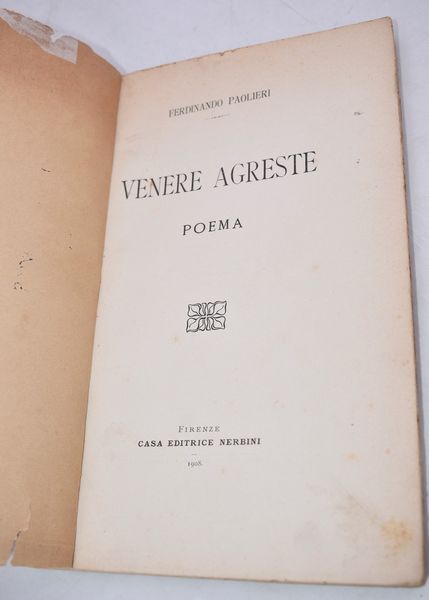 FERDINANDO PAOLIERI
VENERE AGRESTE
POEMA
FIRENZE
CASA EDITRICE NERBINI
1908.